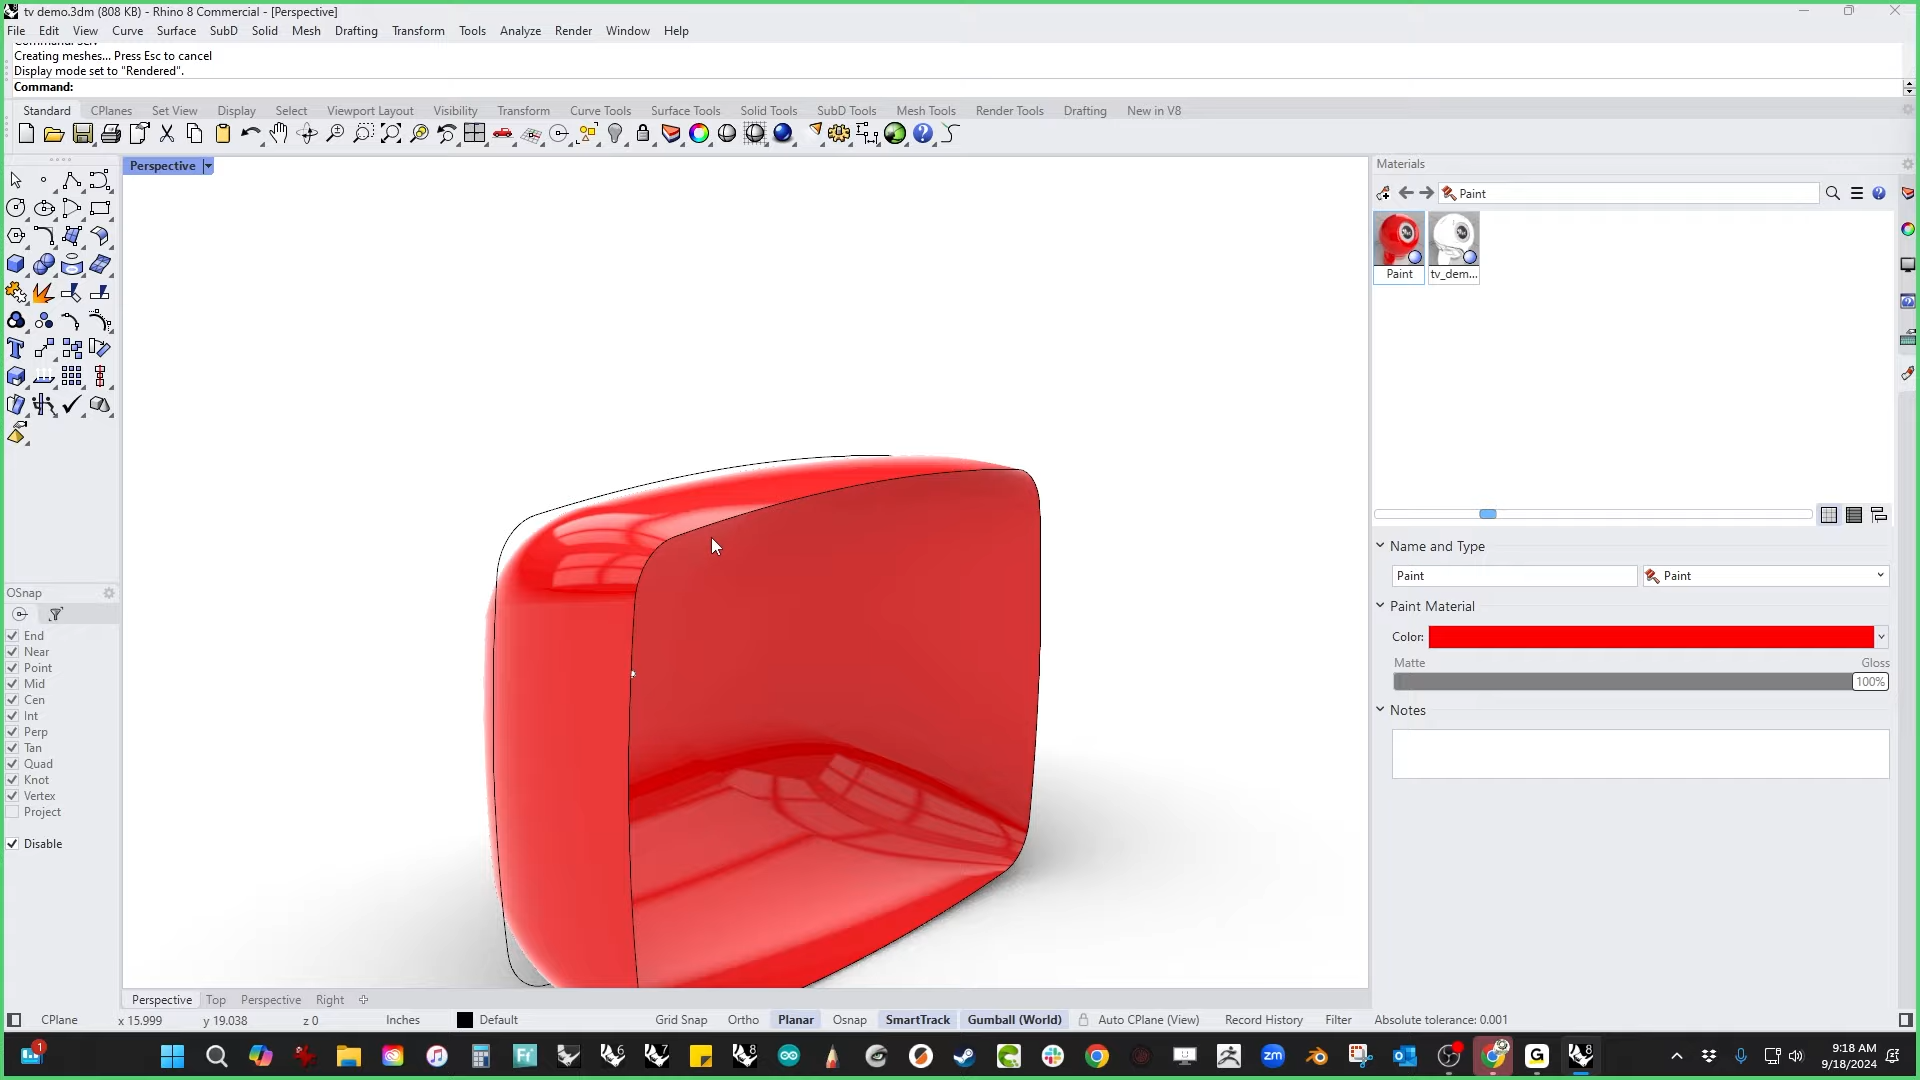 tv demo.3dm (808 KB) - Rhino 8 Commercial - [Perspective]
File Edit View Curve Surface SubD Solid Mesh Drafting Transform Tools Analyze Render Window Help
Creating meshes... Press Esc to cancel
Display mode set to "Rendered".
Command:
Standard CPlanes Set View Display Select Viewport Layout Visibility Transform Curve Tools Surface Tools Solid Tools SubD Tools Mesh Tools Render Tools Drafting New in V8
Perspective
Materials
Paint
Paint tv_dem...
OSnap
End
Near
Point
Mid
Cen
Int
Perp
Tan
Quad
Knot
Vertex
Project
Disable
Name and Type
Paint Paint
Paint Material
Color:
Matte Gloss
100%
Notes
Perspective Top Perspective Right
CPlane x 15.999 y 19.038 z 0 Inches Default Grid Snap Ortho Planar Osnap SmartTrack Gumball (World) Auto CPlane (View) Record History Filter Absolute tolerance: 0.001
9:18 AM
9/18/2024